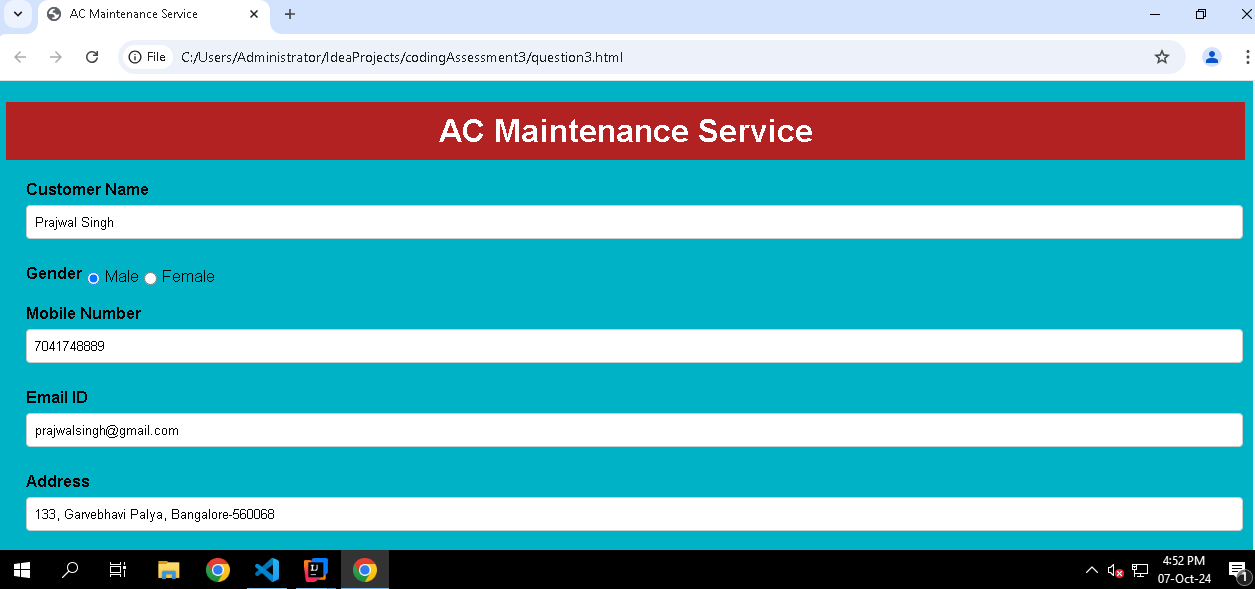 AC Maintenance Service
File C:/Users/Administrator/IdeaProjects/codingAssessment3/question3.html
AC Maintenance Service
Customer Name
Prajwal Singh
Gender Male Female
Mobile Number
7041748889
Email ID
prajwalsingh@gmail.com
Address
133, Garvebhavi Palya, Bangalore-560068
4:52 PM
07-Oct-24
1